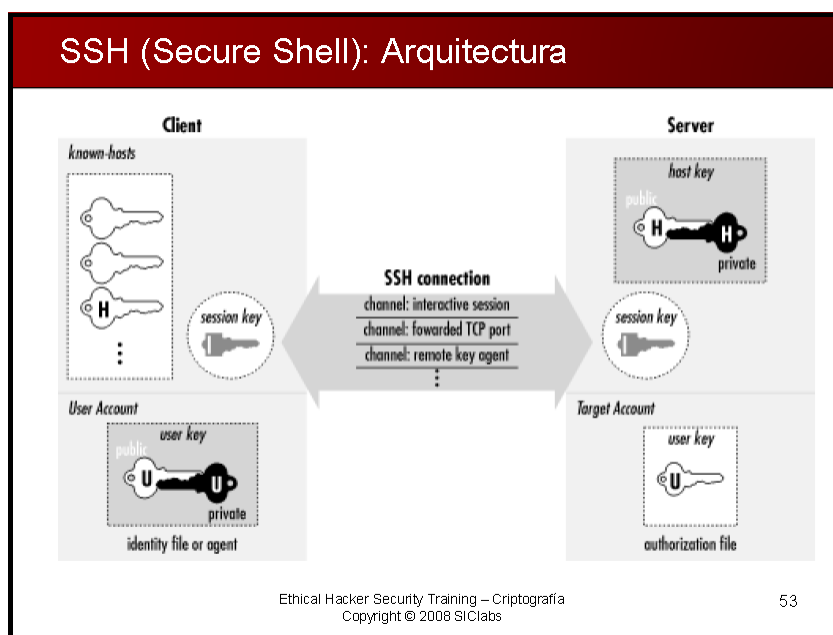 SSH (Secure Shell): Arquitectura
Client
known-hosts
H
session key
User Account
user key
public
U
U
private
identity file or agent
SSH connection
channel: interactive session
channel: fowarded TCP port
channel: remote key agent
Server
host key
public
H
H
private
session key
Target Account
user key
U
authorization file
Ethical Hacker Security Training – Criptografía
Copyright © 2008 SIClabs
53